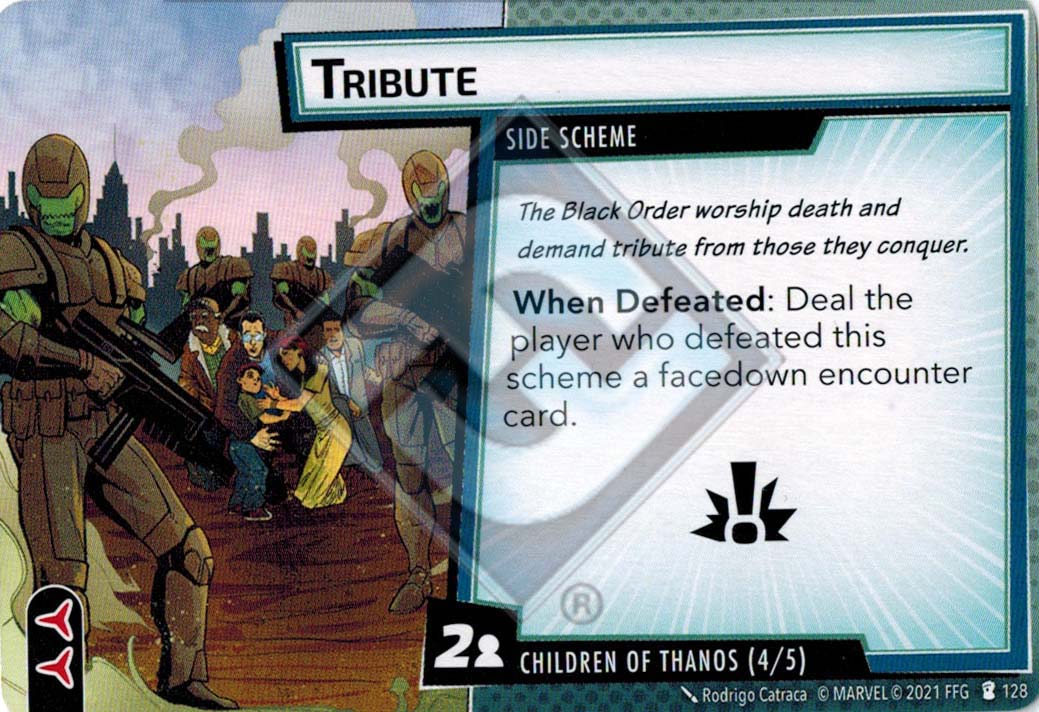 TRIBUTE
SIDE SCHEME
The Black Order worship death and
demand tribute from those they conquer.
When Defeated: Deal the
player who defeated this
scheme a facedown encounter
card.
2
CHILDREN OF THANOS (4/5)
Rodrigo Catraca © MARVEL © 2021 FFG 128
e
®